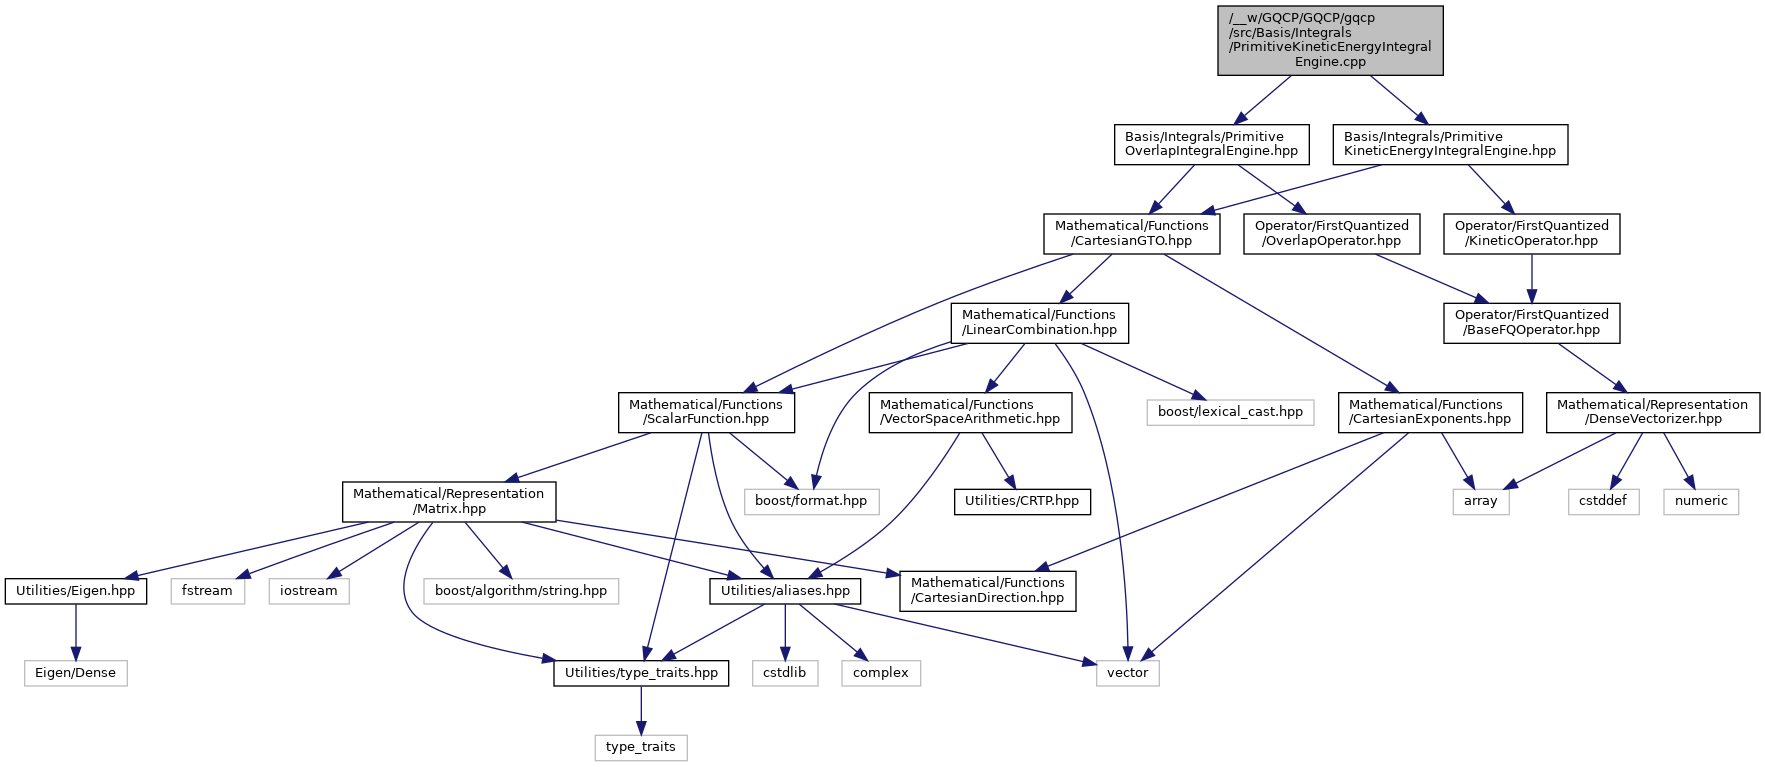 /__w/GQCP/GQCP/gqcp
/src/Basis/Integrals
/PrimitiveKineticEnergyIntegral
Engine.cpp
Basis/Integrals/Primitive
OverlapIntegralEngine.hpp
Basis/Integrals/Primitive
KineticEnergyIntegralEngine.hpp
Mathematical/Functions
/CartesianGTO.hpp
Operator/FirstQuantized
/OverlapOperator.hpp
Operator/FirstQuantized
/KineticOperator.hpp
Mathematical/Functions
/LinearCombination.hpp
Operator/FirstQuantized
/BaseFQOperator.hpp
Mathematical/Functions
/ScalarFunction.hpp
Mathematical/Functions
/VectorSpaceArithmetic.hpp
boost/lexical_cast.hpp
Mathematical/Functions
/CartesianExponents.hpp
Mathematical/Representation
/DenseVectorizer.hpp
Mathematical/Representation
/Matrix.hpp
boost/format.hpp
Utilities/CRTP.hpp
array
cstddef
numeric
Utilities/Eigen.hpp
fstream
iostream
boost/algorithm/string.hpp
Utilities/aliases.hpp
Mathematical/Functions
/CartesianDirection.hpp
Eigen/Dense
Utilities/type_traits.hpp
cstdlib
complex
vector
type_traits